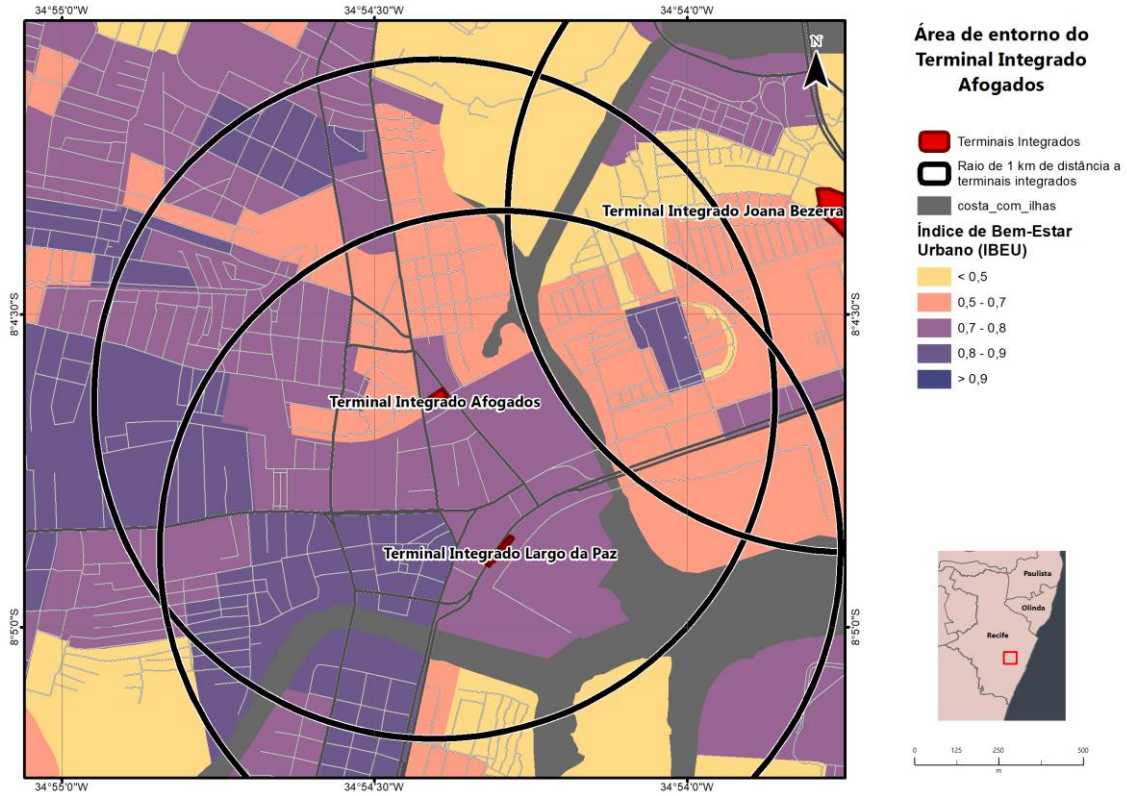 34°55'0"W
34°54'30"W
34°54'0"W
8°4'30"S
8°5'0"S
Terminal Integrado Joana Bezerra
Terminal Integrado Afogados
Terminal Integrado Largo da Paz
8°4'30"S
8°5'0"S
34°55'0"W
34°54'30"W
34°54'0"W
N
Área de entorno do
Terminal Integrado
Afogados
Terminais Integrados
Raio de 1 km de distância a
terminais integrados
costa_com_ilhas
Índice de Bem-Estar
Urbano (IBEU)
< 0,5
0,5 - 0,7
0,7 - 0,8
0,8 - 0,9
> 0,9
Paulista
Olinda
Recife
0 125 250 500
m